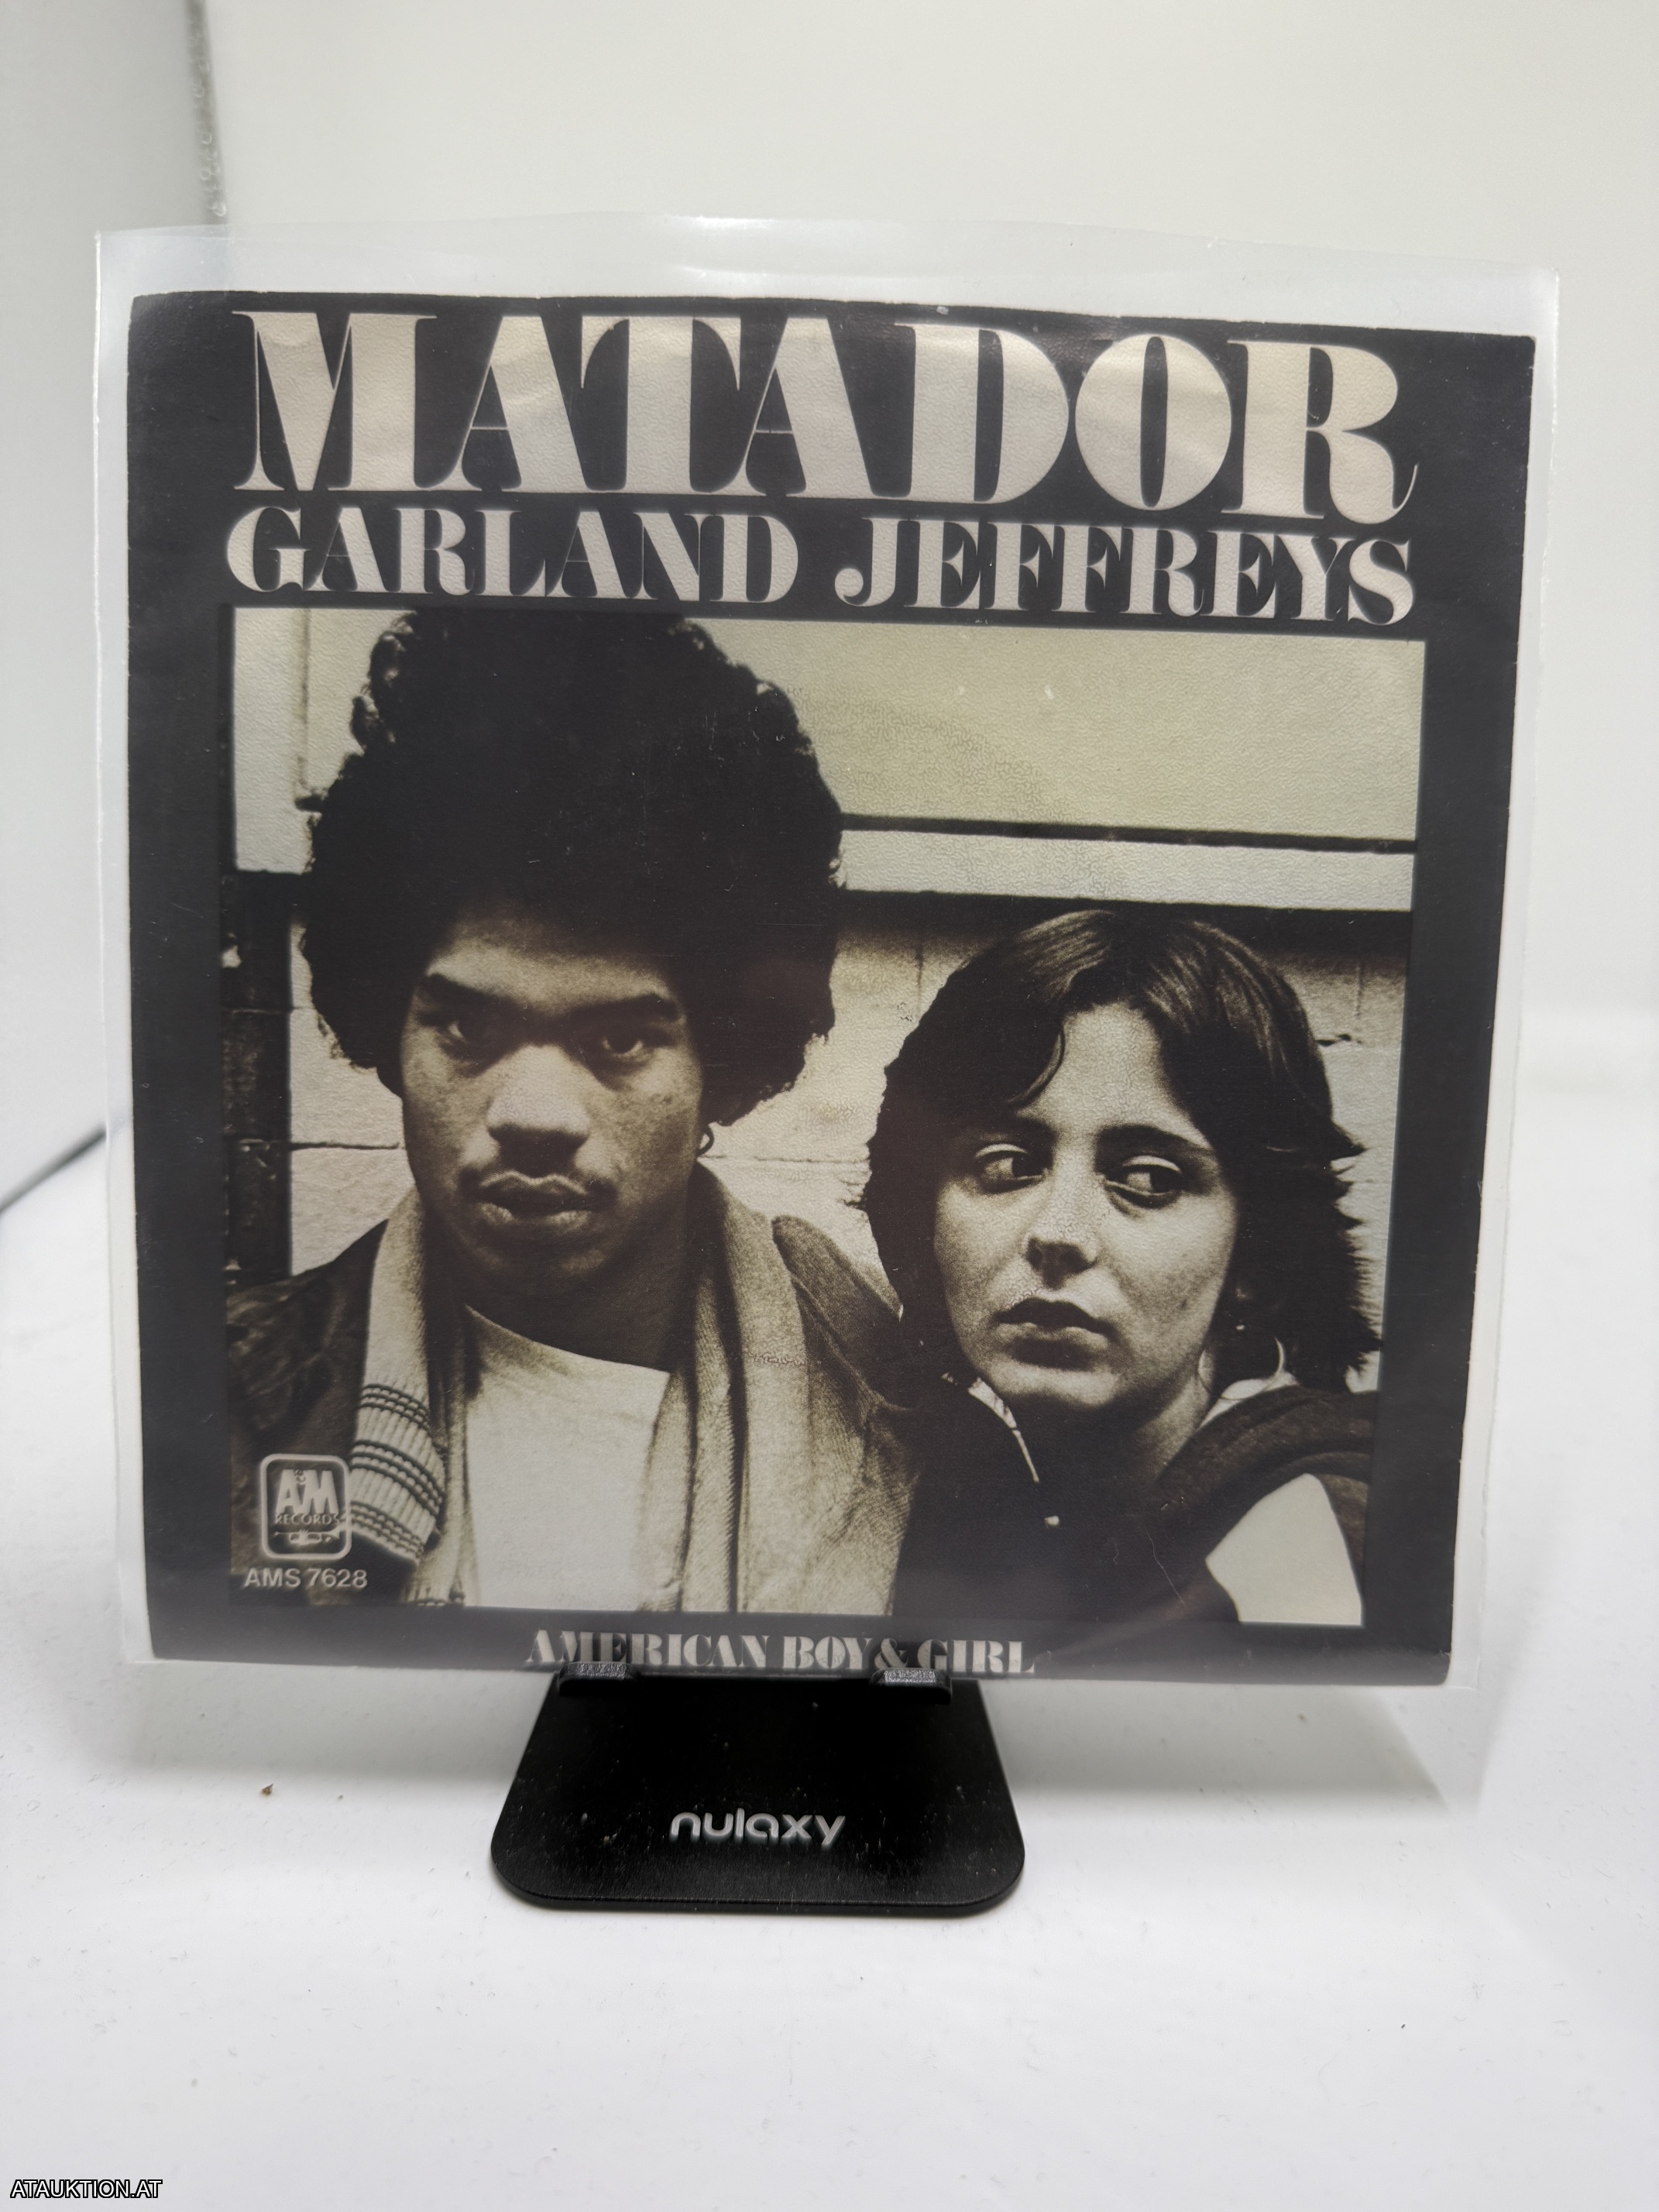 MATADOR
GARLAND JEFFREYS
A&M
RECORDS
AMS 7628
AMERICAN BOY & GIRL
nulaxy
ATAUKTION.AT